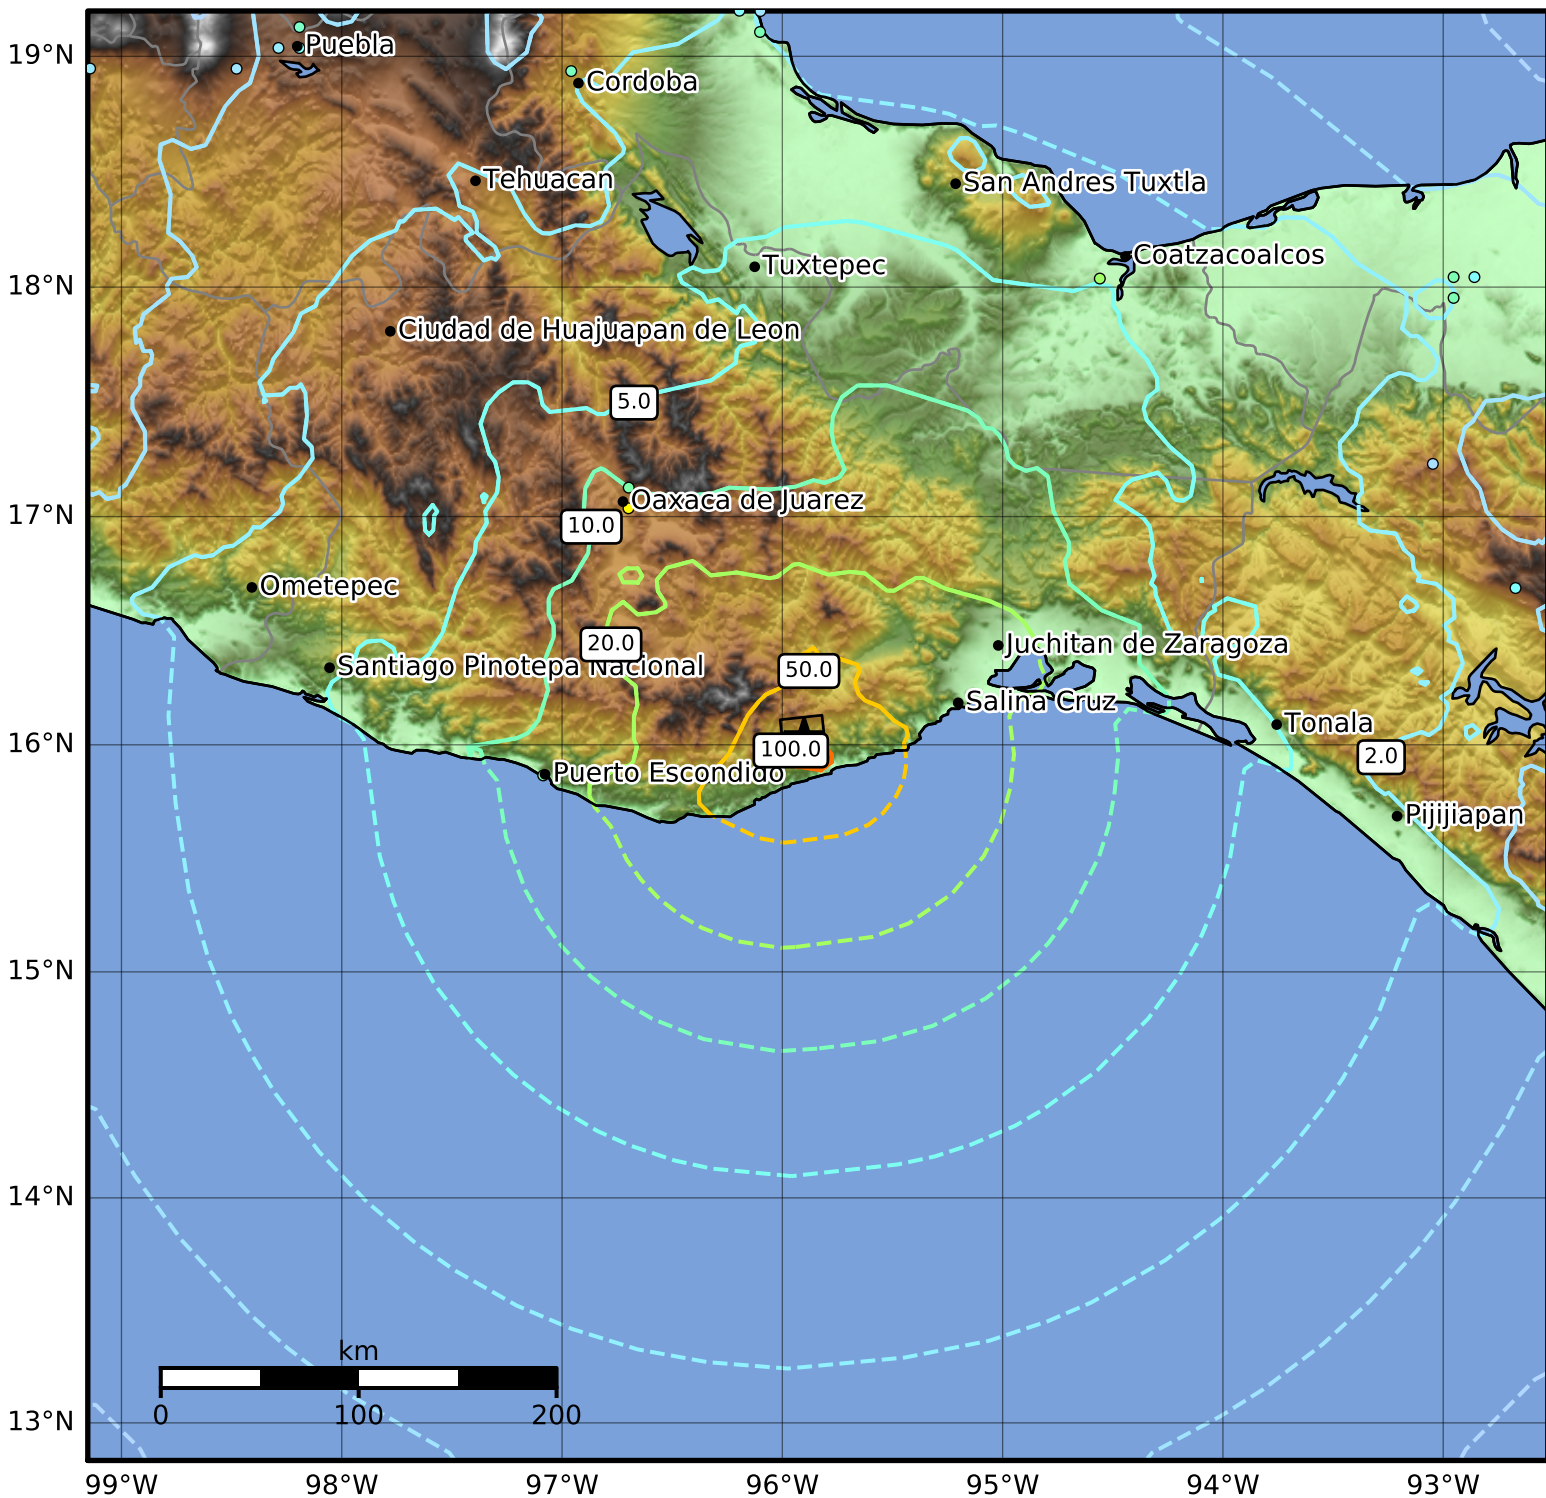 19°N
Puebla
Cordoba
Tehuacan
San Andres Tuxtla
Coatzacoalcos
Tuxtepec
18°N
Ciudad de Huajuapan de Leon
5.0
Oaxaca de Juarez
17°N
10.0
Ometepec
20.0
Juchitan de Zaragoza
Santiago Pinotepa Nacional
50.0
Salina Cruz
Tonala
16°N
100.0
2.0
Puerto Escondido
Pijijiapan
15°N
14°N
km
0 100 200
13°N
99°W 98°W 97°W 96°W 95°W 94°W 93°W